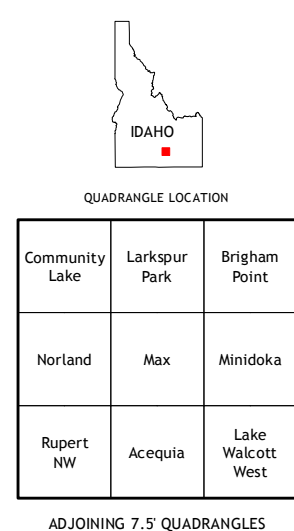 IDAHO
QUADRANGLE LOCATION
Community
Lake
Larkspur
Park
Brigham
Point
Norland
Max
Minidoka
Rupert
NW
Acequia
Lake
Walcott
West
ADJOINING 7.5' QUADRANGLES